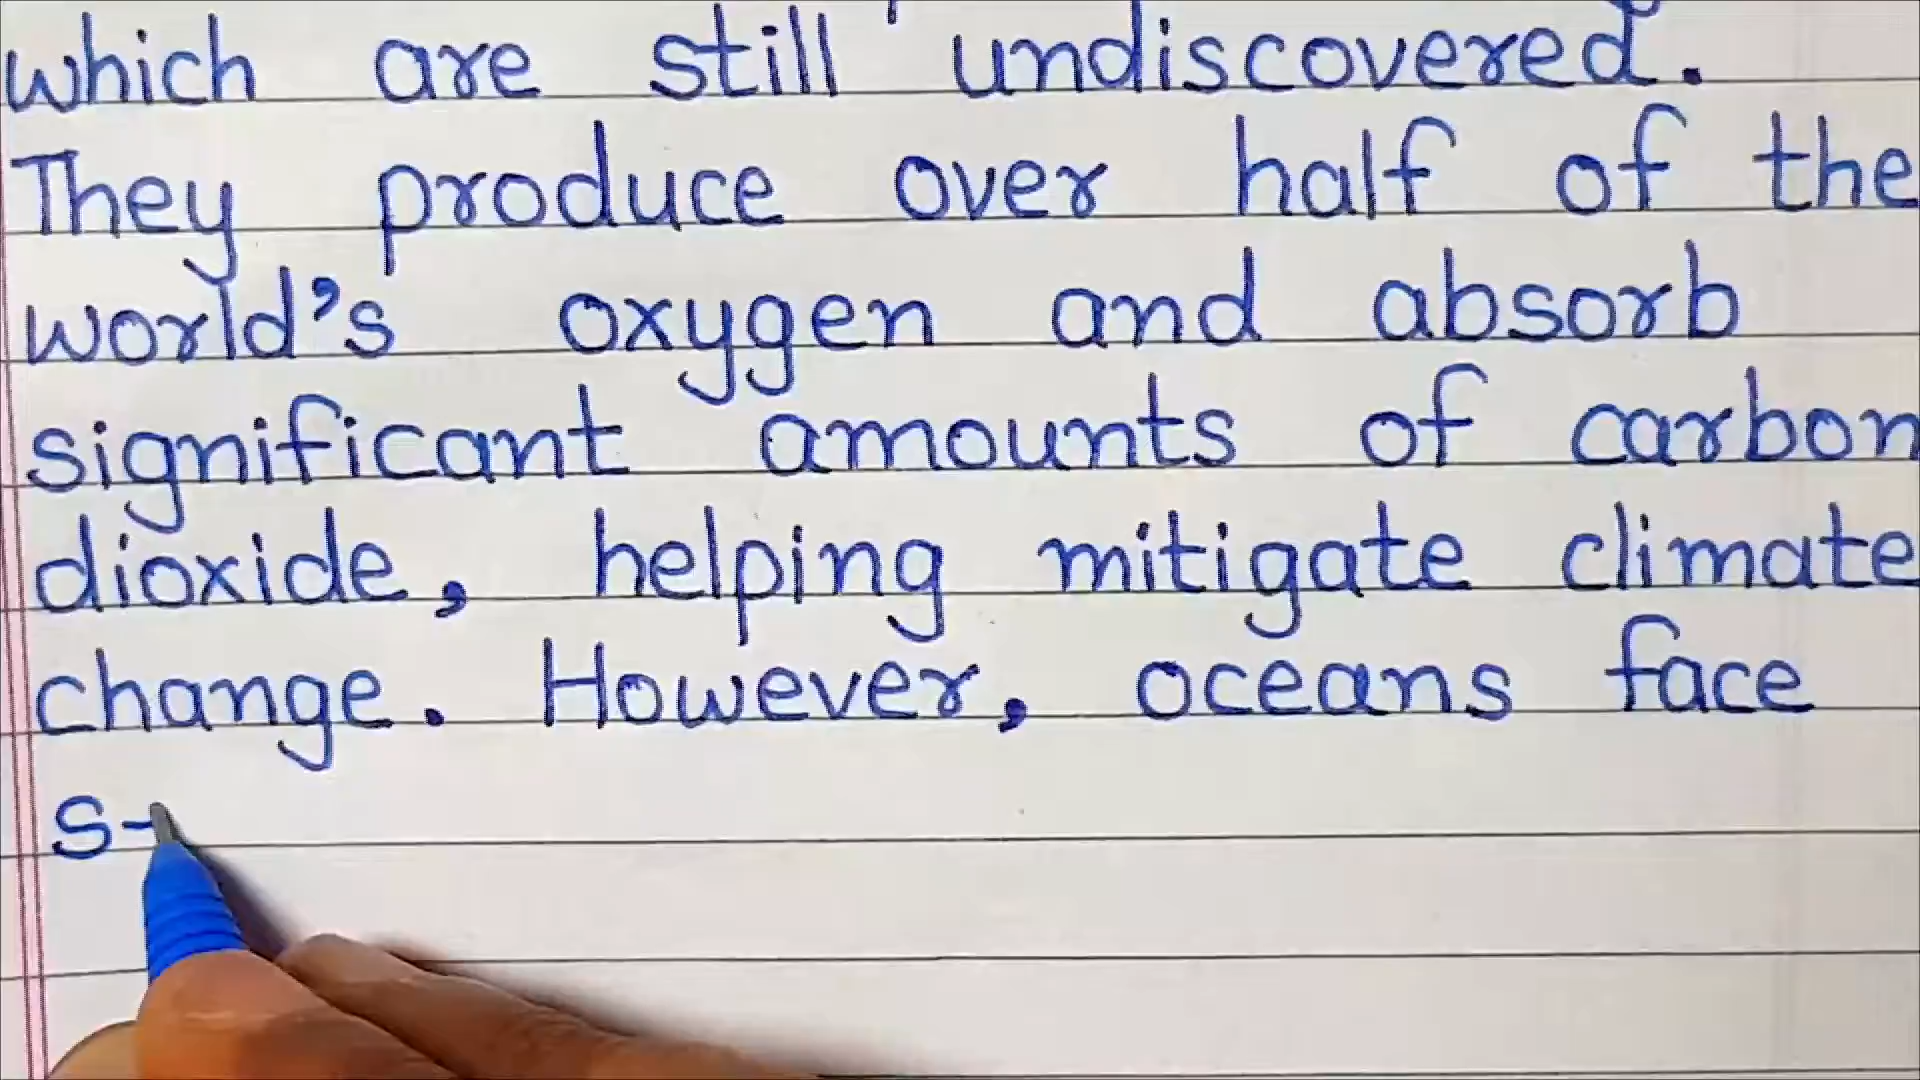 which are still undiscovered.
They produce over half of the
world's oxygen and absorb
significant amounts of carbon
dioxide, helping mitigate climate
change. However, oceans face
s